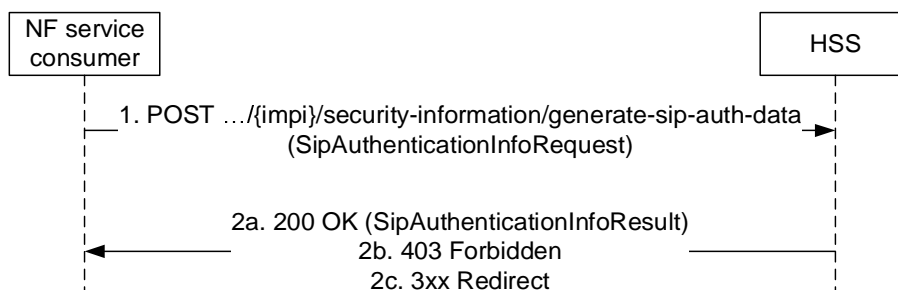 NF service
consumer
HSS
1. POST …/{impi}/security-information/generate-sip-auth-data
(SipAuthenticationInfoRequest)
2a. 200 OK (SipAuthenticationInfoResult)
2b. 403 Forbidden
2c. 3xx Redirect